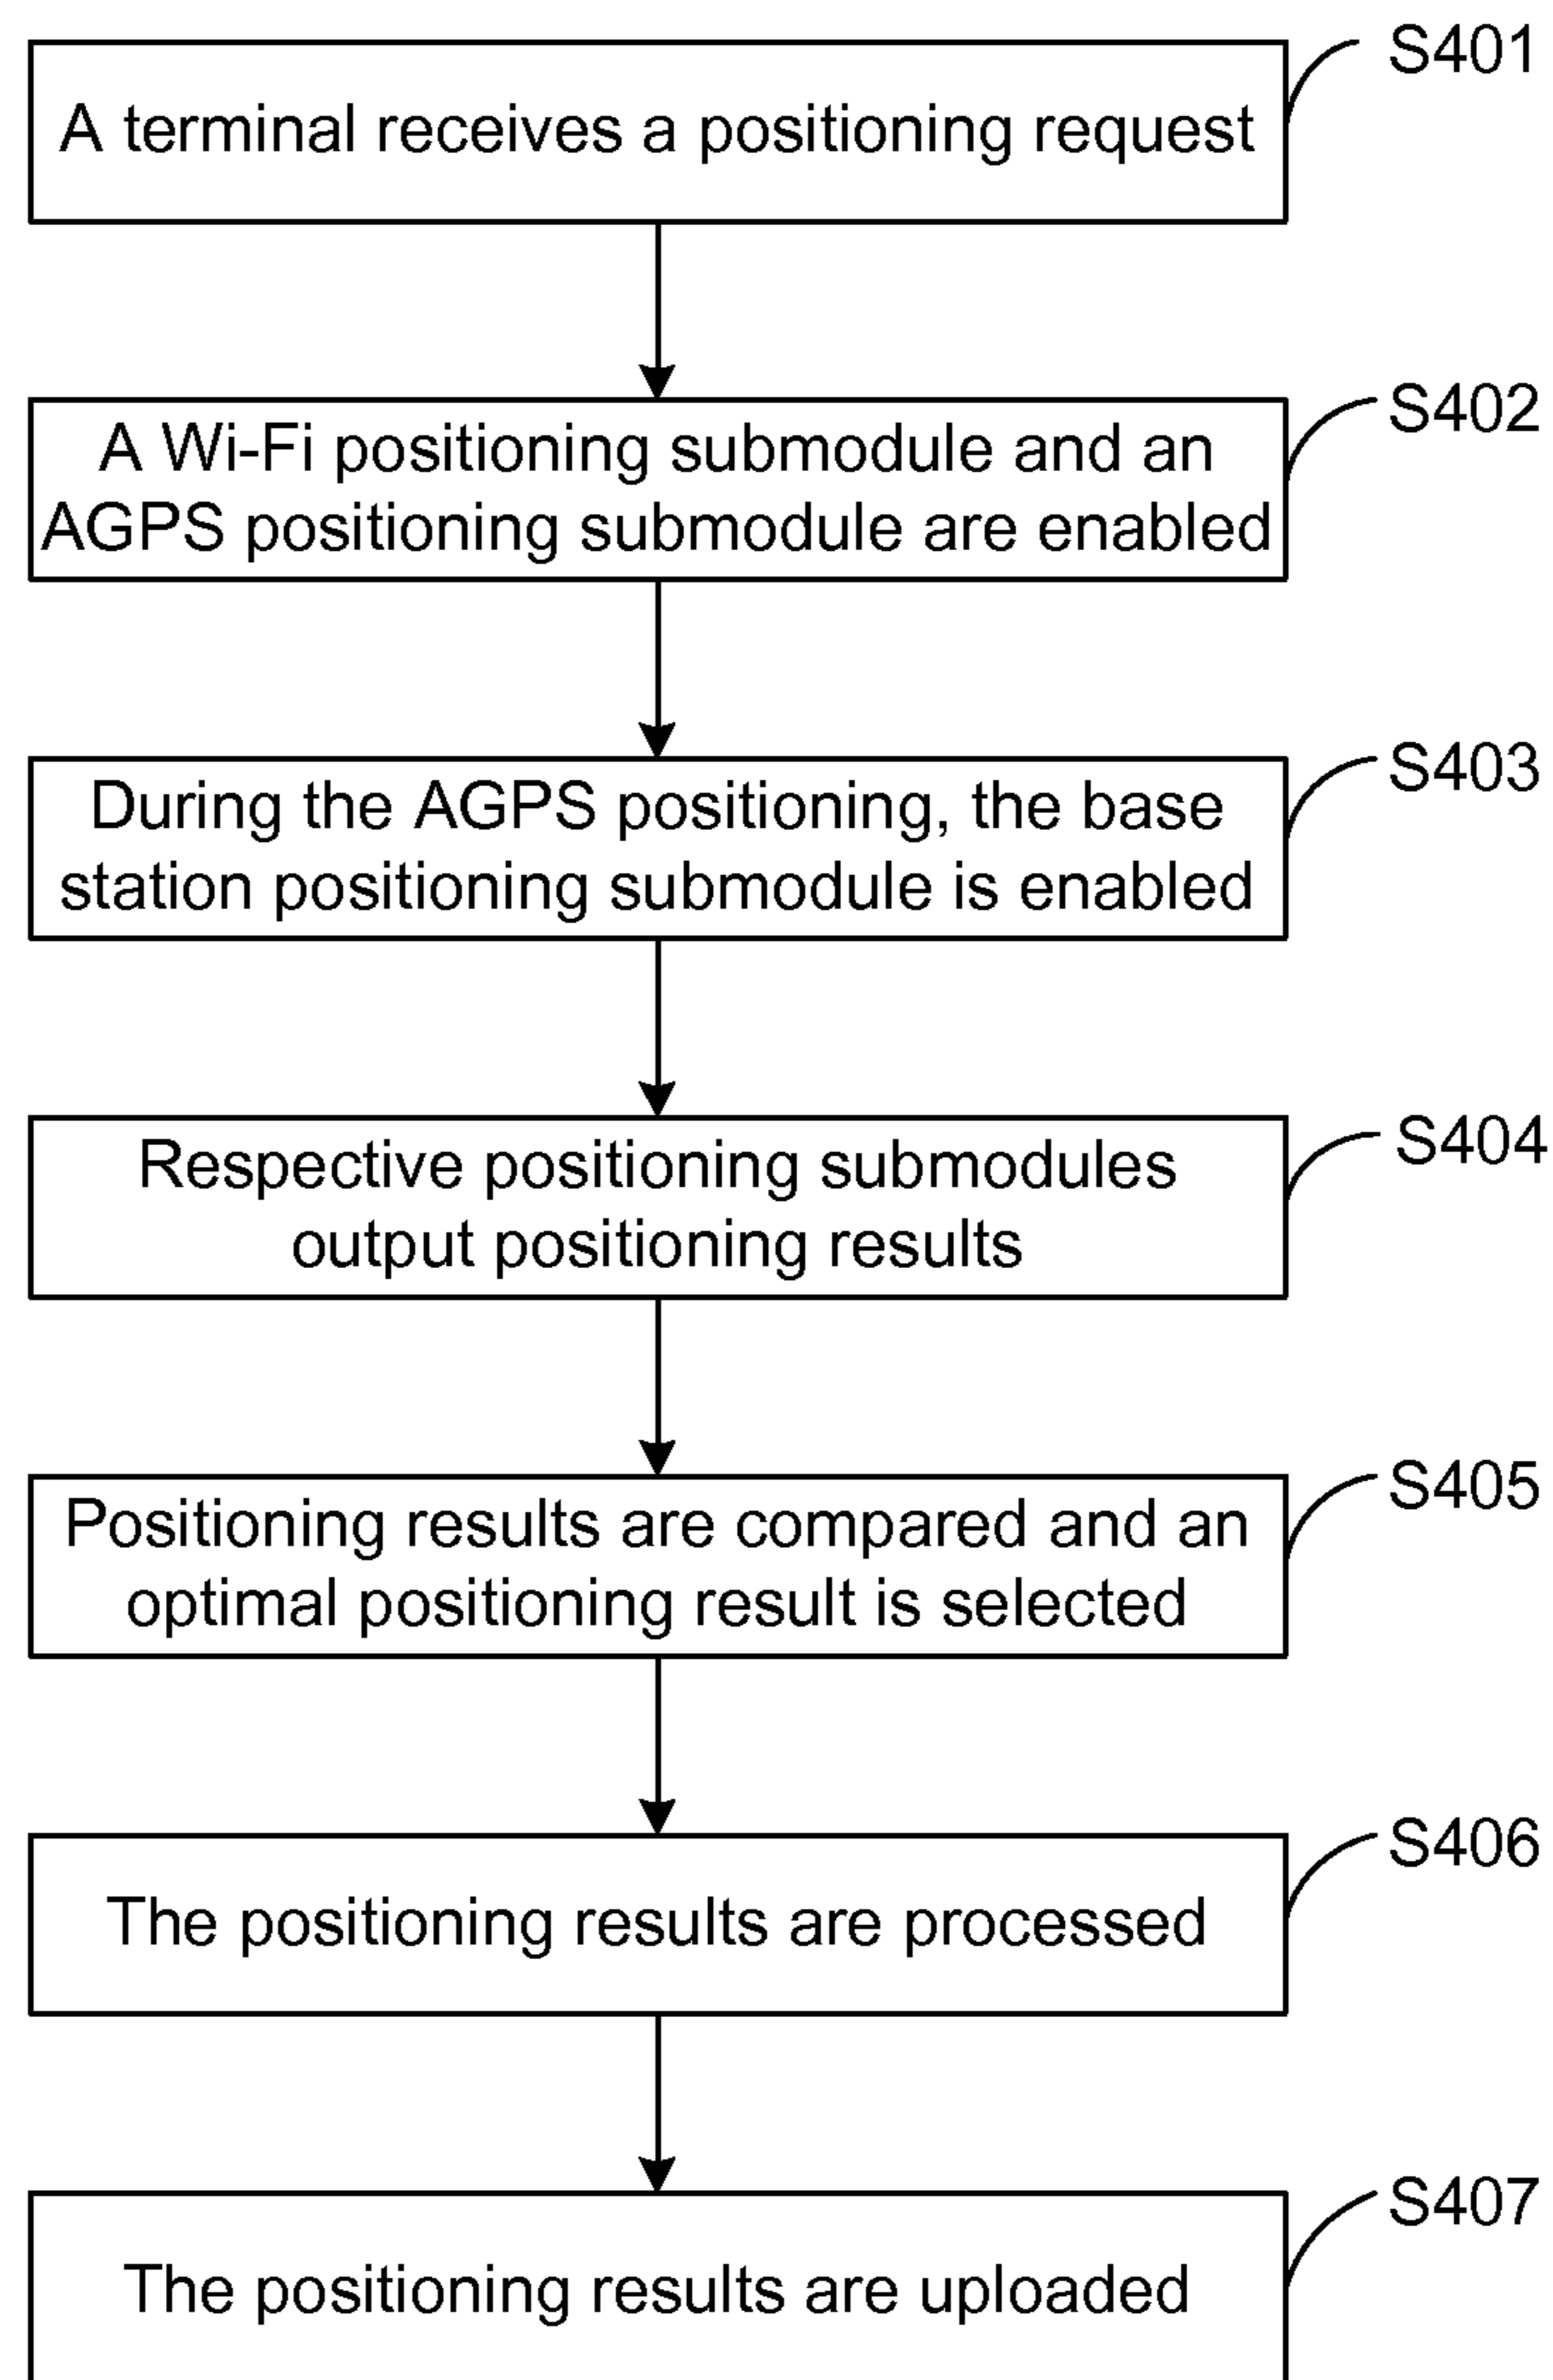 S401
A terminal receives a positioning request
S402
A Wi-Fi positioning submodule and an
AGPS positioning submodule are enabled
S403
During the AGPS positioning, the base
station positioning submodule is enabled
S404
Respective positioning submodules
output positioning results
S405
Positioning results are compared and an
optimal positioning result is selected
S406
The positioning results are processed
S407
The positioning results are uploaded